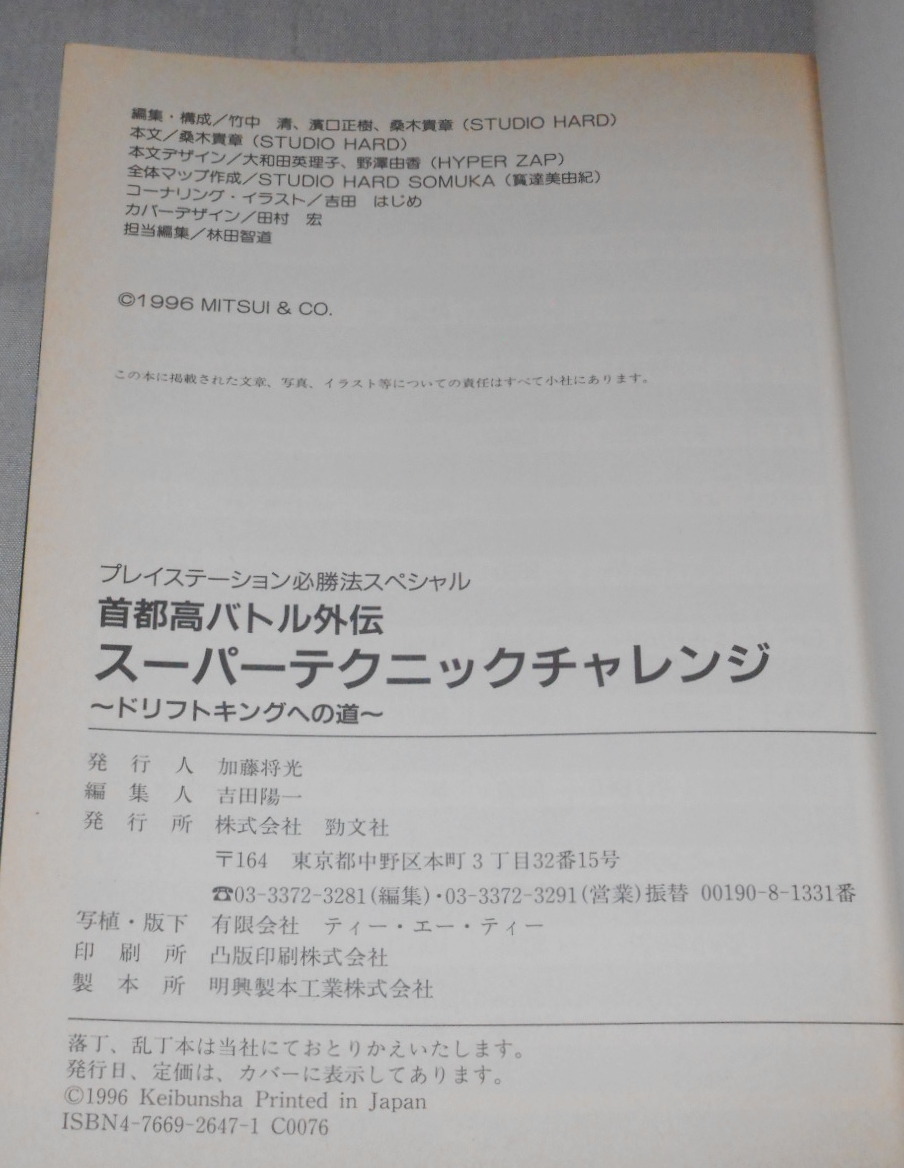 編集・構成／竹中　清、濱口正樹、桑木貴章（STUDIO HARD）
本文／桑木貴章（STUDIO HARD）
本文デザイン／大和田英理子、野澤由香（HYPER ZAP）
全体マップ作成／STUDIO HARD SOMUKA（寳達美由紀）
コーナリング・イラスト／吉田　はじめ
カバーデザイン／田村　宏
担当編集／林田智道
©1996 MITSUI & CO.
この本に掲載された文章、写真、イラスト等についての責任はすべて小社にあります。
プレイステーション必勝法スペシャル
首都高バトル外伝
スーパーテクニックチャレンジ
～ドリフトキングへの道～
発　行　人　加藤将光
編　集　人　吉田陽一
発　行　所　株式会社　勁文社
〒164　東京都中野区本町3丁目32番15号
☎03-3372-3281(編集)・03-3372-3291(営業)振替 00190-8-1331番
写植・版下　有限会社　ティー・エー・ティー
印　刷　所　凸版印刷株式会社
製　本　所　明興製本工業株式会社
落丁、乱丁本は当社にておとりかえいたします。
発行日、定価は、カバーに表示してあります。
©1996 Keibunsha Printed in Japan
ISBN4-7669-2647-1 C0076